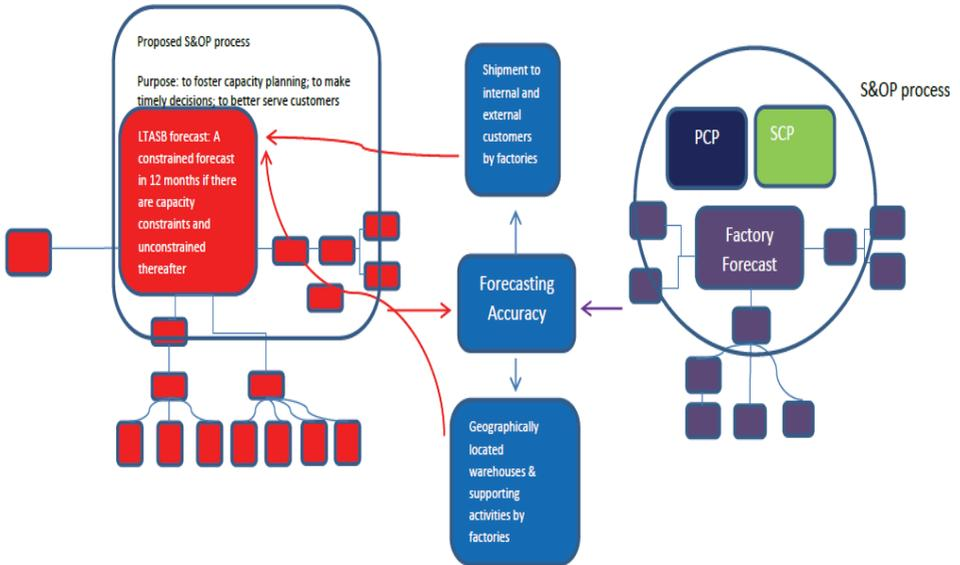 Proposed S&OP process
Purpose: to foster capacity planning; to make
timely decisions; to better serve customers
LTASB forecast: A
constrained forecast
in 12 months if there
are capacity
constraints and
unconstrained
thereafter
Shipment to
internal and
external
customers
by factories
Forecasting
Accuracy
Geographically
located
warehouses &
supporting
activities by
factories
S&OP process
PCP
SCP
Factory
Forecast